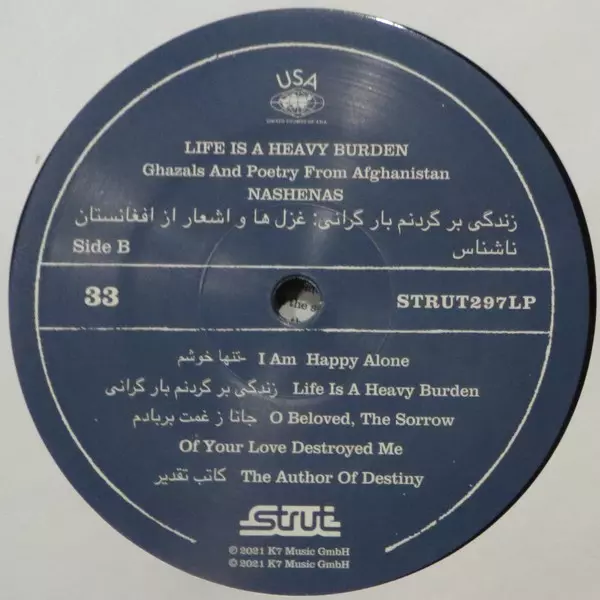 USA
LIFE IS A HEAVY BURDEN
Ghazals And Poetry From Afghanistan
NASHENAS
زندگی بر گردنم بار گرانی: غزل ها و اشعار از افغانستان
Side B ناشناس
33 STRUT297LP
تنها خوشم- I Am Happy Alone
زندگی بر گردنم بار گرانی Life Is A Heavy Burden
جانا ز غمت بربادم O Beloved, The Sorrow
Of Your Love Destroyed Me
کاتب تقدیر The Author Of Destiny
Strut
© 2021 K7 Music GmbH
© 2021 K7 Music GmbH